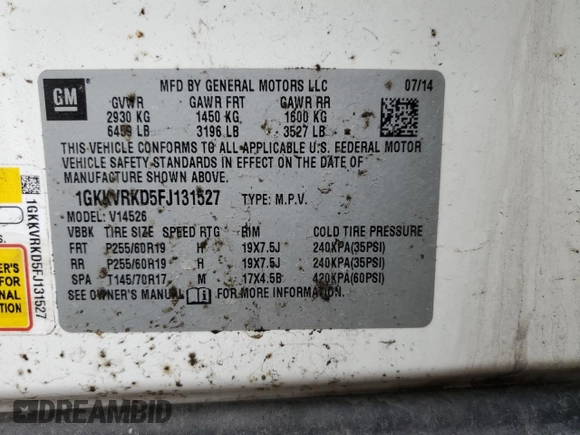 GM
MFD BY GENERAL MOTORS LLC 07/14
GVWR GAWR FRT GAWR RR
2930 KG 1450 KG 1600 KG
6459 LB 3196 LB 3527 LB
THIS VEHICLE CONFORMS TO ALL APPLICABLE U.S. FEDERAL MOTOR
VEHICLE SAFETY STANDARDS IN EFFECT ON THE DATE OF
MANUFACTURE SHOWN ABOVE.
1GKKVRKD5FJ131527 TYPE: M.P.V.
MODEL: V14526
VBBK TIRE SIZE SPEED RTG RIM COLD TIRE PRESSURE
FRT P255/60R19 H 19X7.5J 240KPA(35PSI)
RR P255/60R19 H 19X7.5J 240KPA(35PSI)
SPA T145/70R17 M 17X4.5B 420KPA(60PSI)
SEE OWNER'S MANUAL FOR MORE INFORMATION.
1GKKVRKD5FJ131527
ER'S
FOR
NAL
TION
DREAMBID